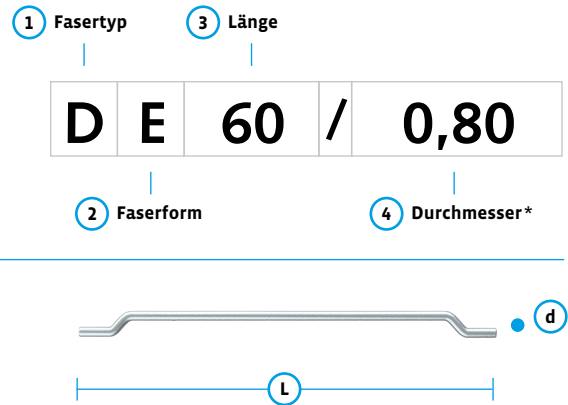 1 Fasertyp 3 Länge
D E 60 / 0,80
2 Faserform 4 Durchmesser*
d
L